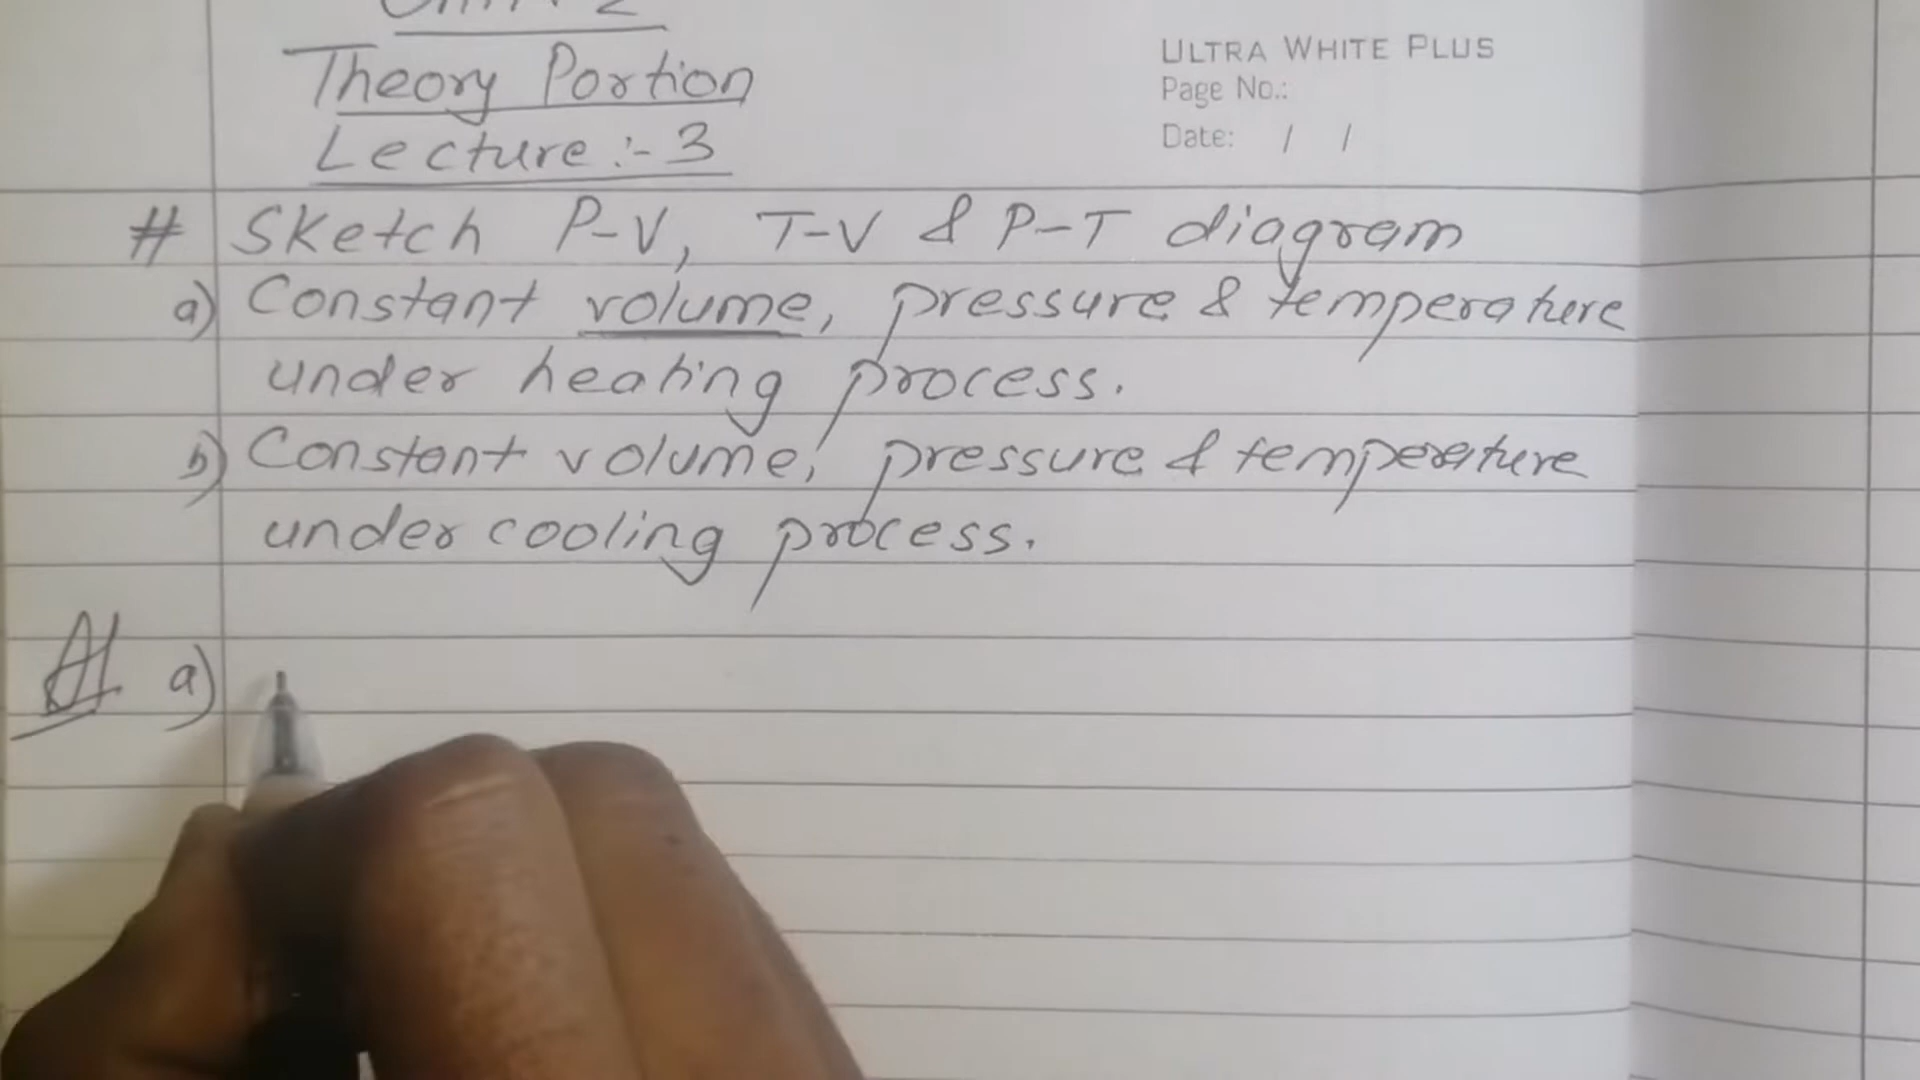 Theory Portion
Lecture :- 3
ULTRA WHITE PLUS
Page No.:
Date: / /
# Sketch P-V, T-V & P-T diagram
a) Constant volume, pressure & temperature
under heating process.
b) Constant volume, pressure & temperature
under cooling process.
a)